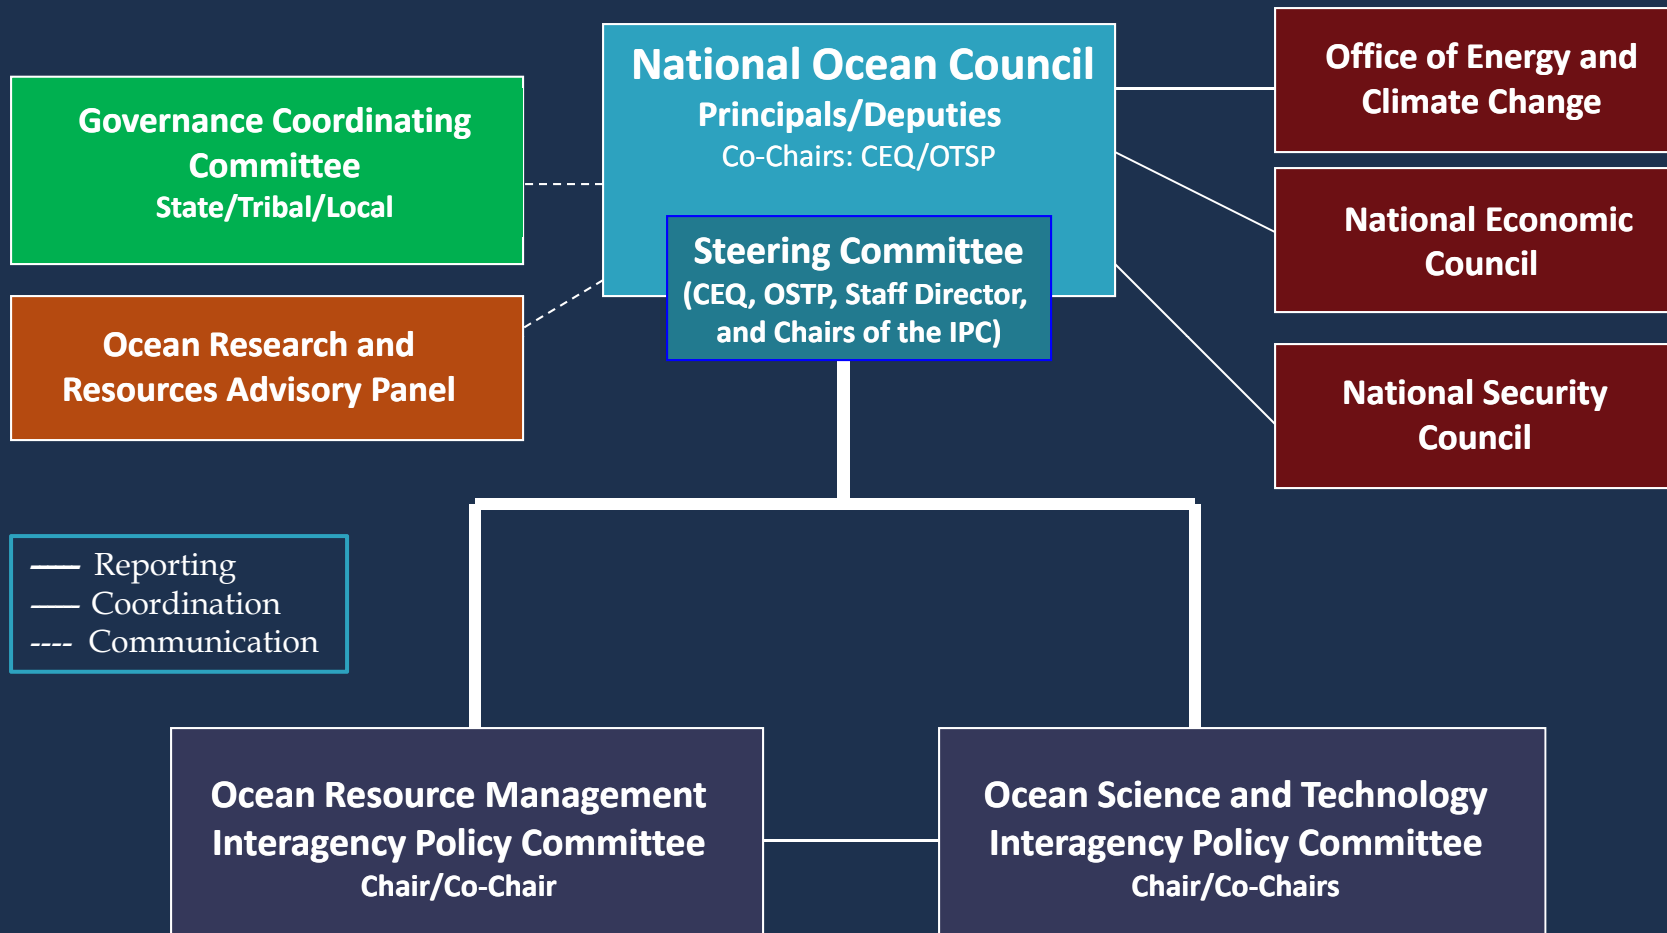 National Ocean Council
Principals/Deputies
Co-Chairs: CEQ/OTSP
Steering Committee
(CEQ, OSTP, Staff Director,
and Chairs of the IPC)
Governance Coordinating
Committee
State/Tribal/Local
Ocean Research and
Resources Advisory Panel
Office of Energy and
Climate Change
National Economic
Council
National Security
Council
Reporting
Coordination
---- Communication
Ocean Resource Management
Interagency Policy Committee
Chair/Co-Chair
Ocean Science and Technology
Interagency Policy Committee
Chair/Co-Chairs